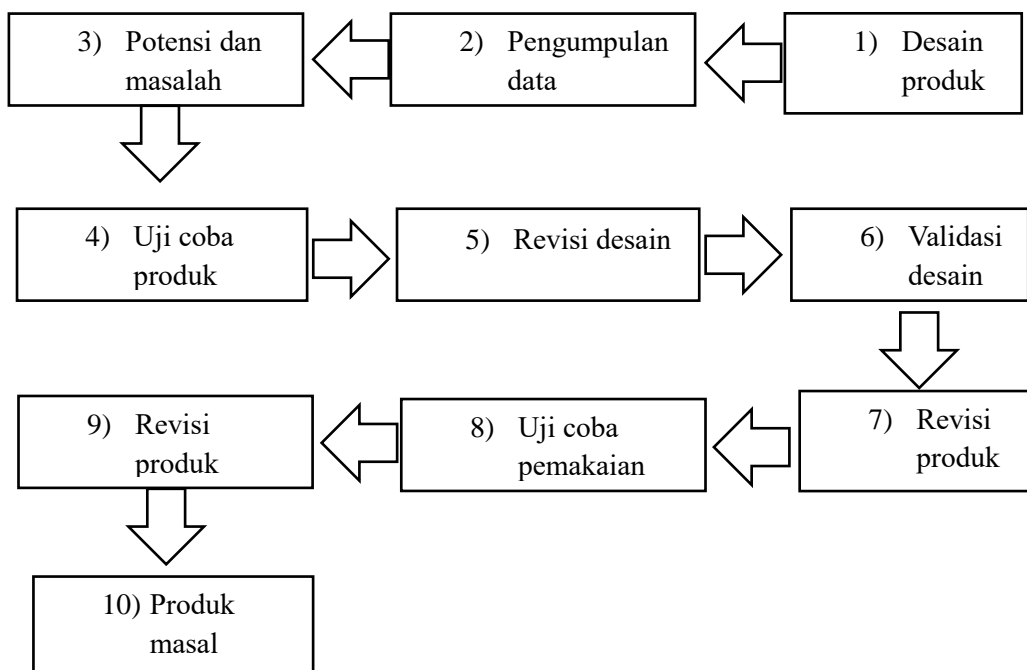 1) Desain
produk
2) Pengumpulan
data
3) Potensi dan
masalah
4) Uji coba
produk
5) Revisi desain
6) Validasi
desain
7) Revisi
produk
8) Uji coba
pemakaian
9) Revisi
produk
10) Produk
masal